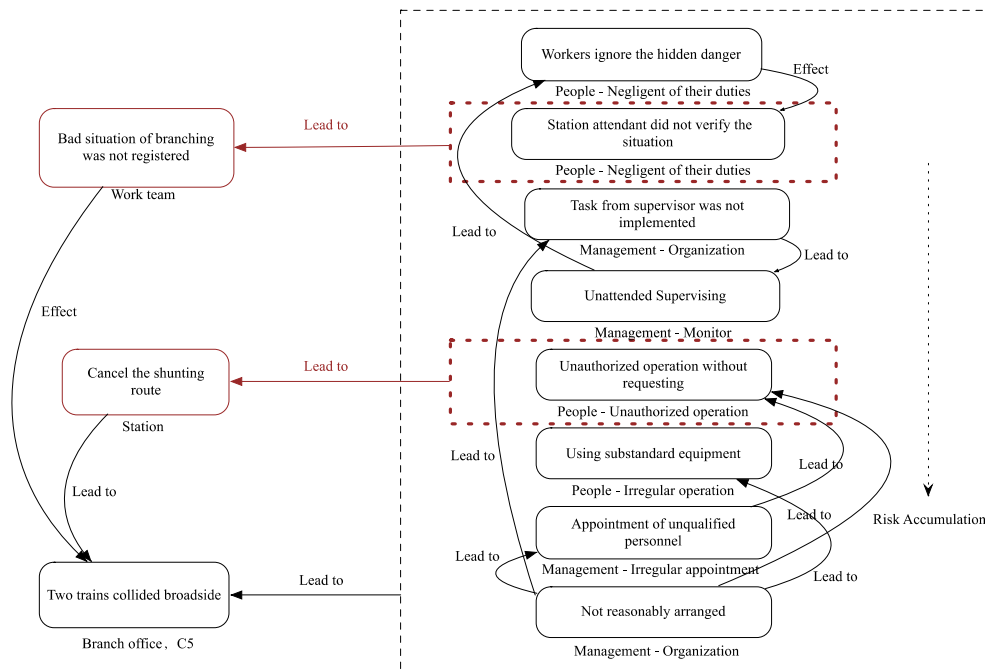 Workers ignore the hidden danger
Effect
People - Negligent of their duties
Lead to
Bad situation of branching
was not registered
Work team
Station attendant did not verify the
situation
People - Negligent of their duties
Task from supervisor was not
implemented
Lead to
Management - Organization
Lead to
Unattended Supervising
Management - Monitor
Effect
Cancel the shunting
route
Station
Lead to
Unauthorized operation without
requesting
People - Unauthorized operation
Lead to
Using substandard equipment
Lead to
People - Irregular operation
Lead to
Lead to
Risk Accumulation
Appointment of unqualified
personnel
Lead to
Management - Irregular appointment
Lead to
Lead to
Two trains collided broadside
Branch office, C5
Not reasonably arranged
Management - Organization